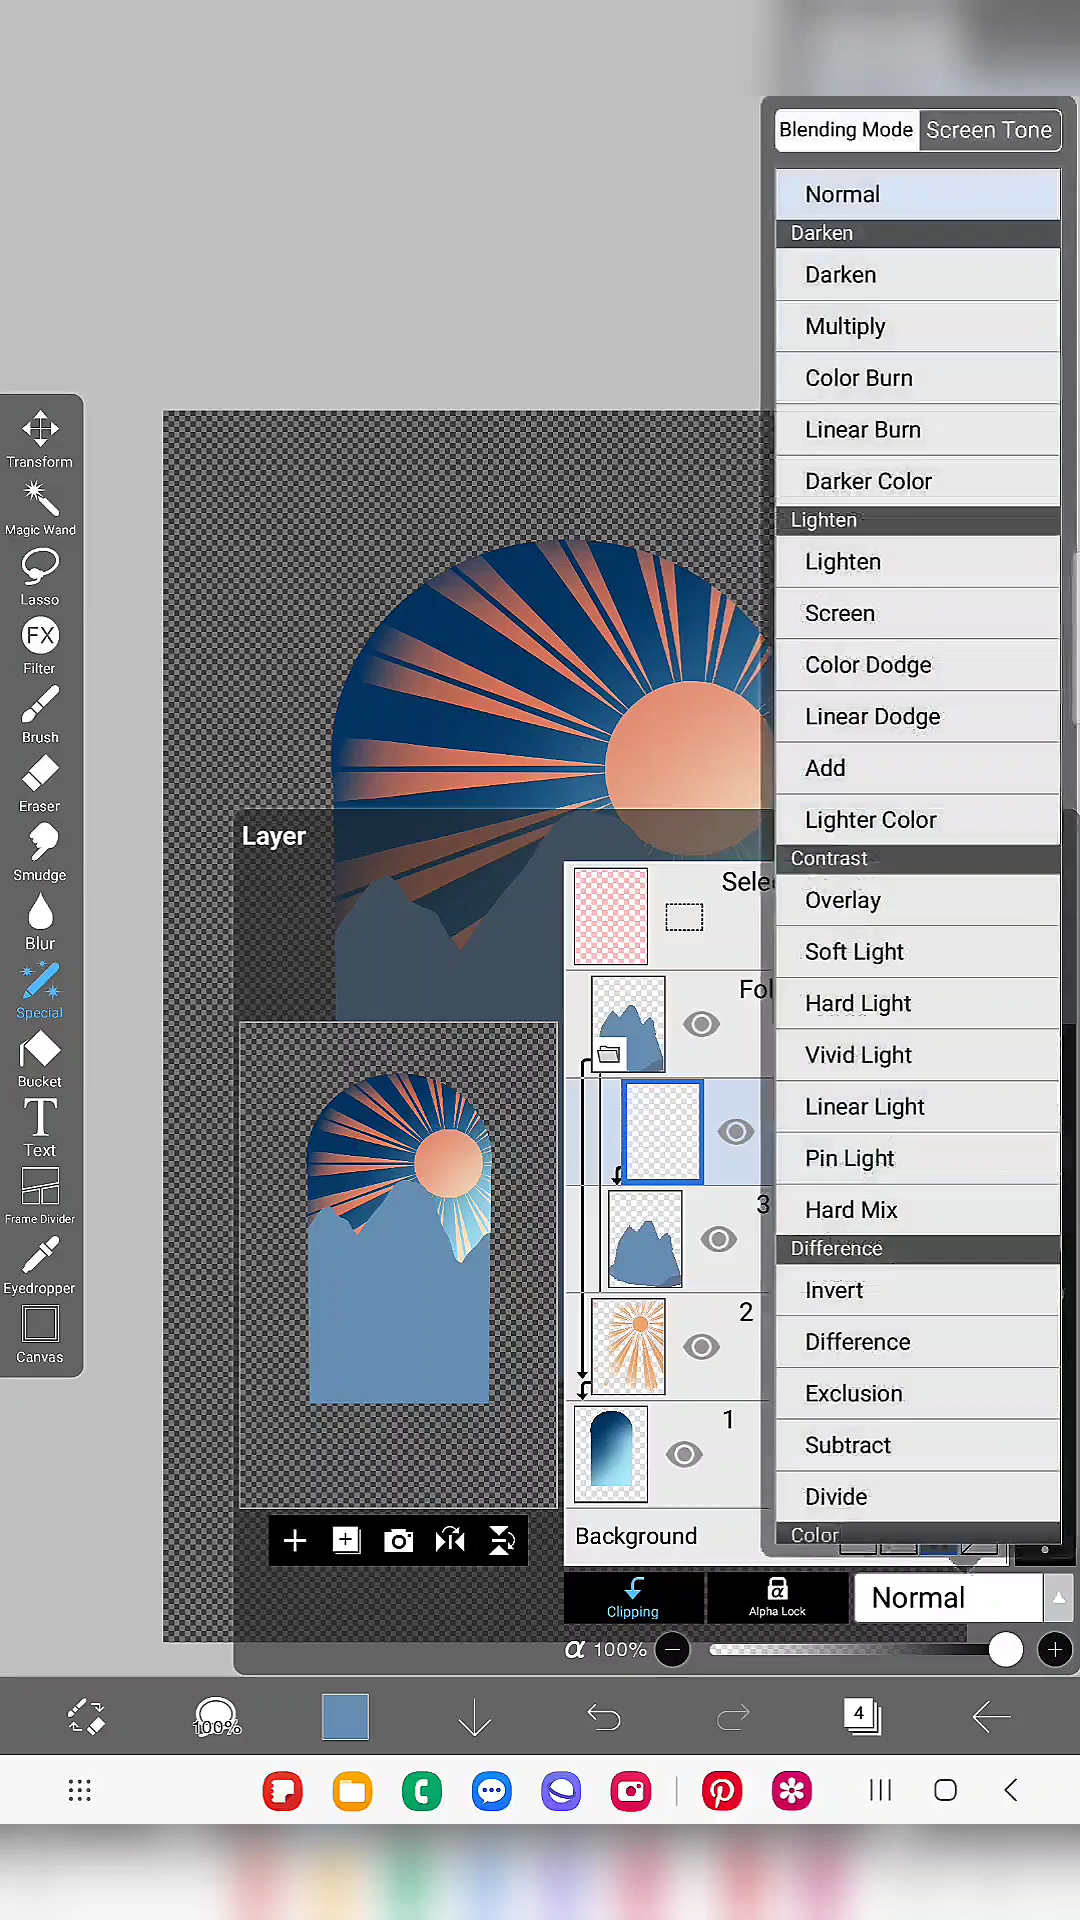 Blending Mode
Screen Tone
Normal
Darken
Darken
Multiply
Color Burn
Linear Burn
Darker Color
Lighten
Lighten
Screen
Color Dodge
Linear Dodge
Add
Lighter Color
Contrast
Overlay
Soft Light
Hard Light
Vivid Light
Linear Light
Pin Light
Hard Mix
Difference
Invert
Difference
Exclusion
Subtract
Divide
Color
Transform
Magic Wand
Lasso
FX
Filter
Brush
Eraser
Smudge
Blur
Special
Bucket
T
Text
Frame Divider
Eyedropper
Canvas
Layer
Sele
Fol
3
2
1
Background
Clipping
α
Alpha Lock
Normal
α 100%
100%
4